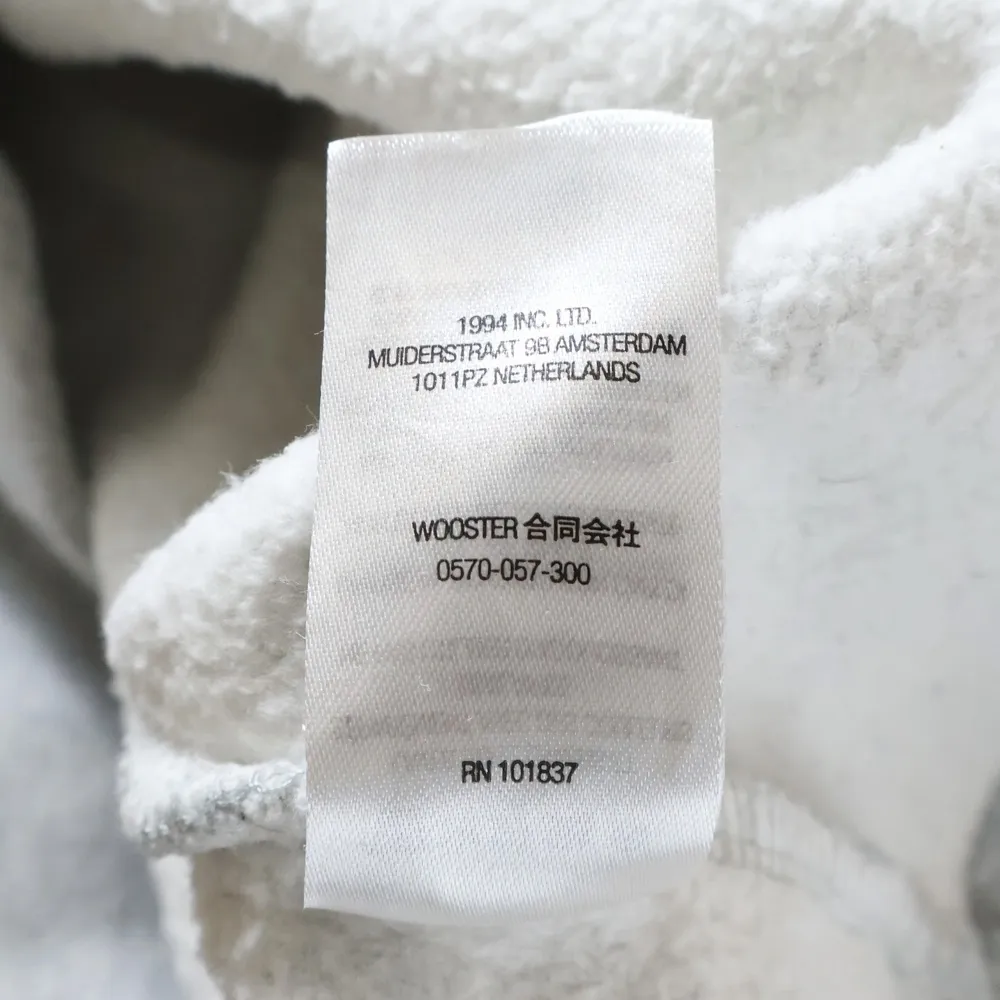 1994 INC. LTD.
MUIDERSTRAAT 9B AMSTERDAM
1011PZ NETHERLANDS
WOOSTER 合同会社
0570-057-300
RN 101837